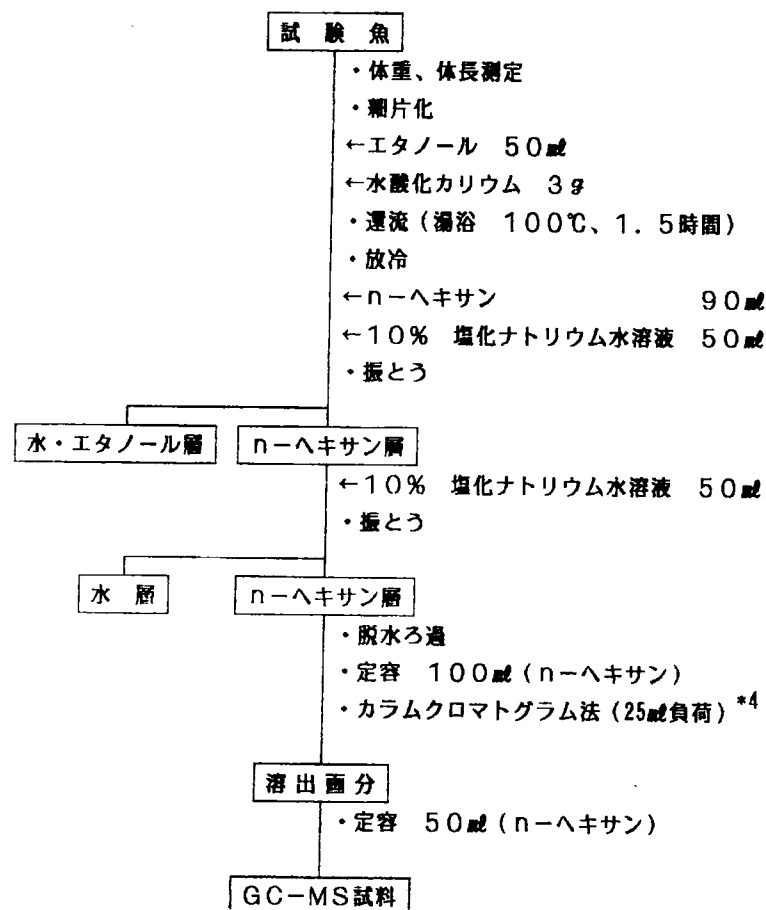 試験魚
・体重、体長測定
・細片化
←エタノール 50㎖
←水酸化カリウム 3g
・還流(湯浴 100℃、1.5時間)
・放冷
←n-ヘキサン 90㎖
←10% 塩化ナトリウム水溶液 50㎖
・振とう
水・エタノール層 n-ヘキサン層
←10% 塩化ナトリウム水溶液 50㎖
・振とう
水層 n-ヘキサン層
・脱水ろ過
・定容 100㎖(n-ヘキサン)
・カラムクロマトグラム法(25㎖負荷)*4
溶出画分
・定容 50㎖(n-ヘキサン)
GC-MS試料